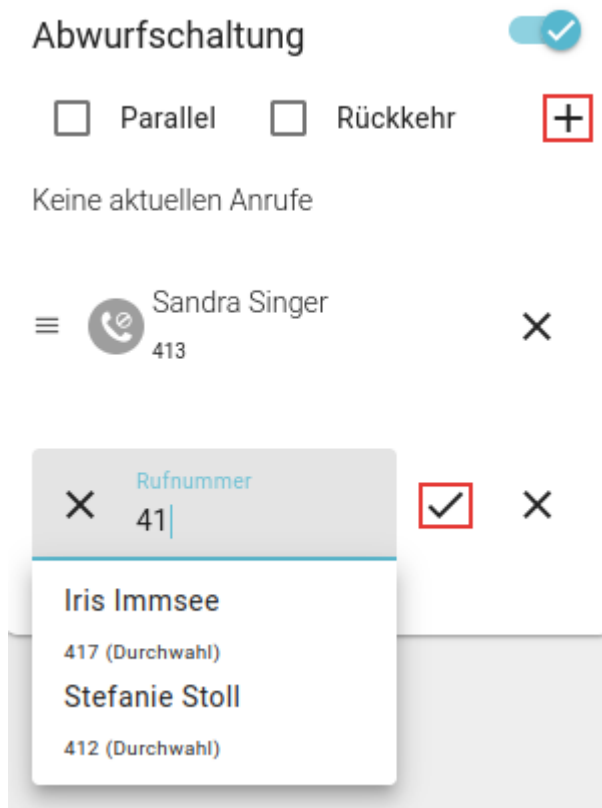 Abwurfschaltung
Parallel Rückkehr
Keine aktuellen Anrufe
Sandra Singer
413
Rufnummer
41
Iris Immsee
417 (Durchwahl)
Stefanie Stoll
412 (Durchwahl)